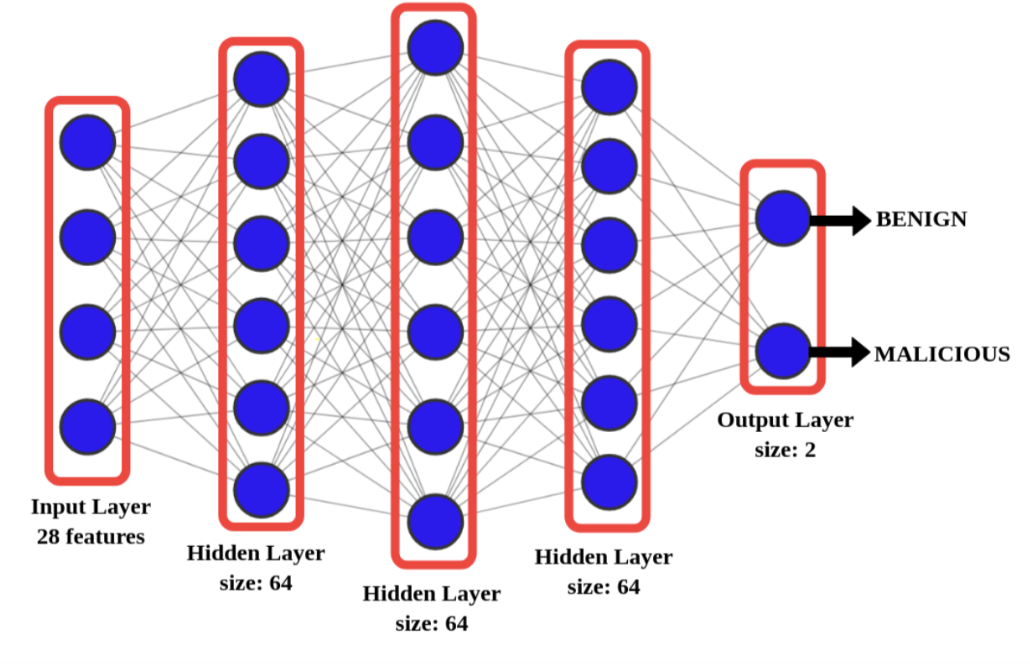 BENIGN
MALICIOUS
Input Layer
28 features
Hidden Layer
size: 64
Hidden Layer
size: 64
Hidden Layer
size: 64
Output Layer
size: 2